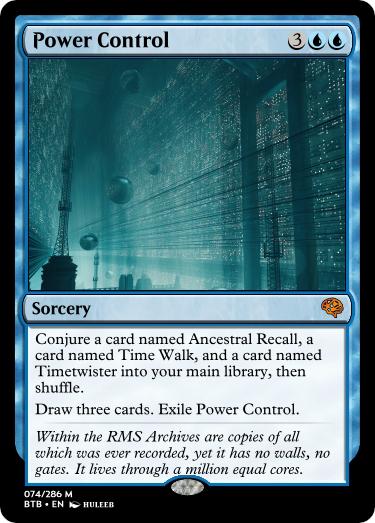 Power Control 3
Sorcery
Conjure a card named Ancestral Recall, a
card named Time Walk, and a card named
Timetwister into your main library, then
shuffle.
Draw three cards. Exile Power Control.
Within the RMS Archives are copies of all
which was ever recorded, yet it has no walls, no
gates. It lives through a million equal cores.
074/286 M
BTB • EN HULEEB